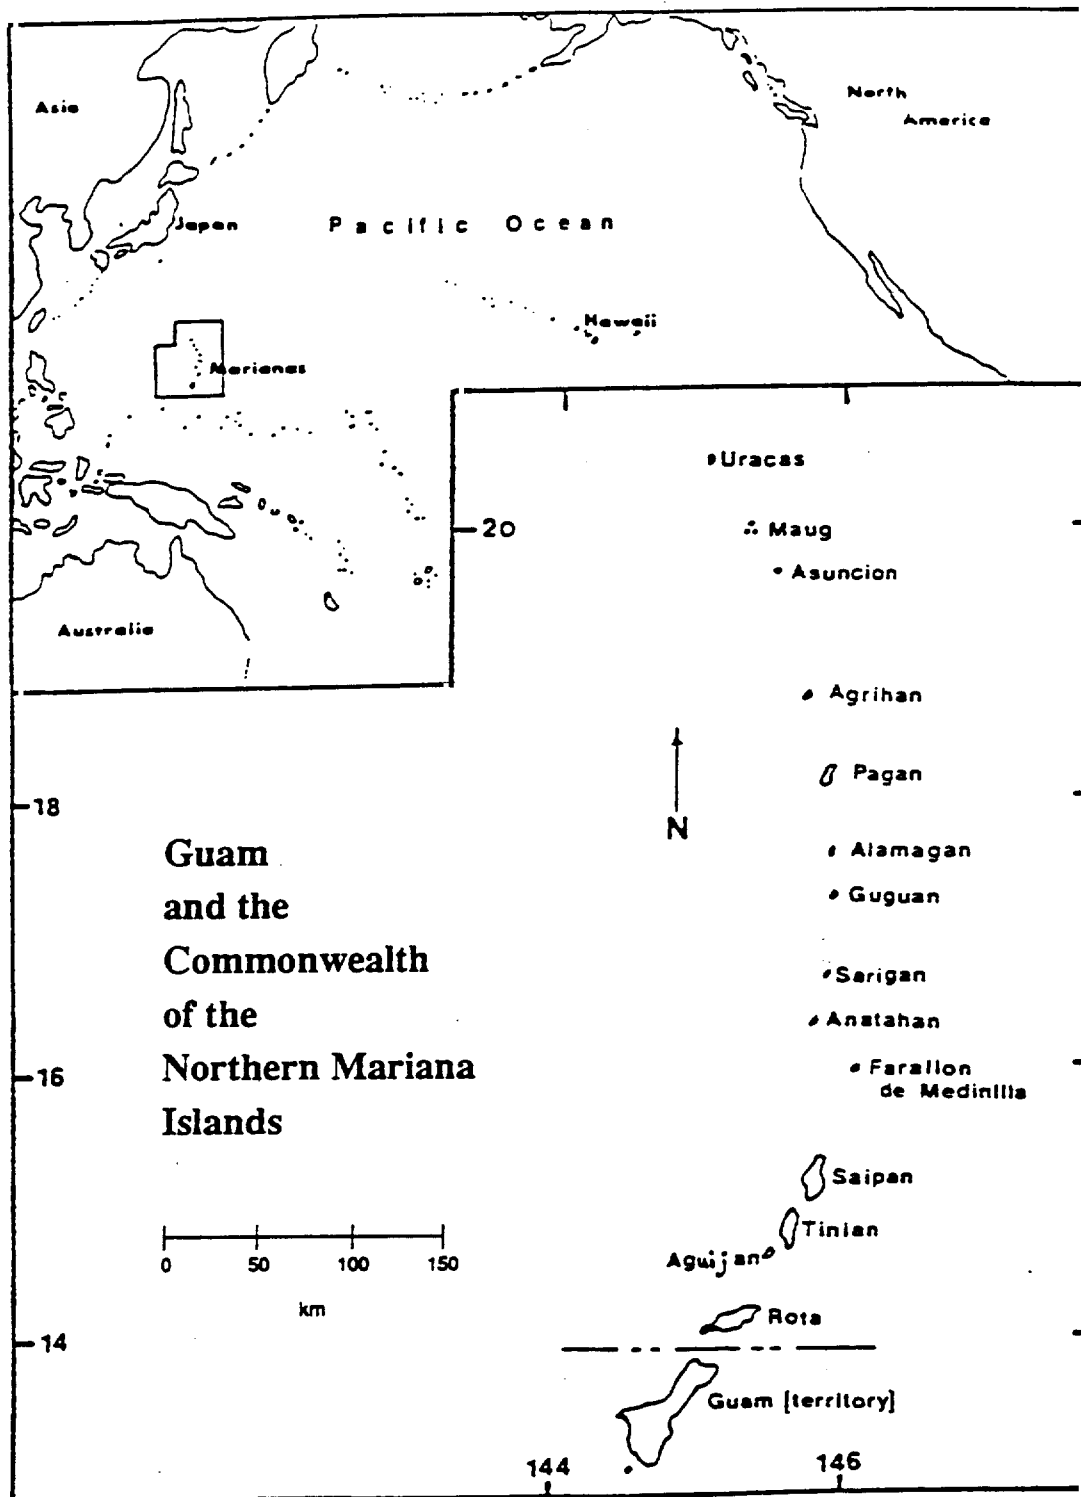 Asia
North
America
Japan
Pacific Ocean
Hawaii
Marianas
Uracas
20
Maug
Asuncion
Australia
Agrihan
Pagan
18
N
Guam
and the
Commonwealth
of the
Northern Mariana
Islands
Alamagan
Guguan
Sarigan
Anatahan
16
Farallon
de Medinilla
Saipan
Tinian
Aguijan
0 50 100 150
km
Rota
14
Guam [territory]
144
146